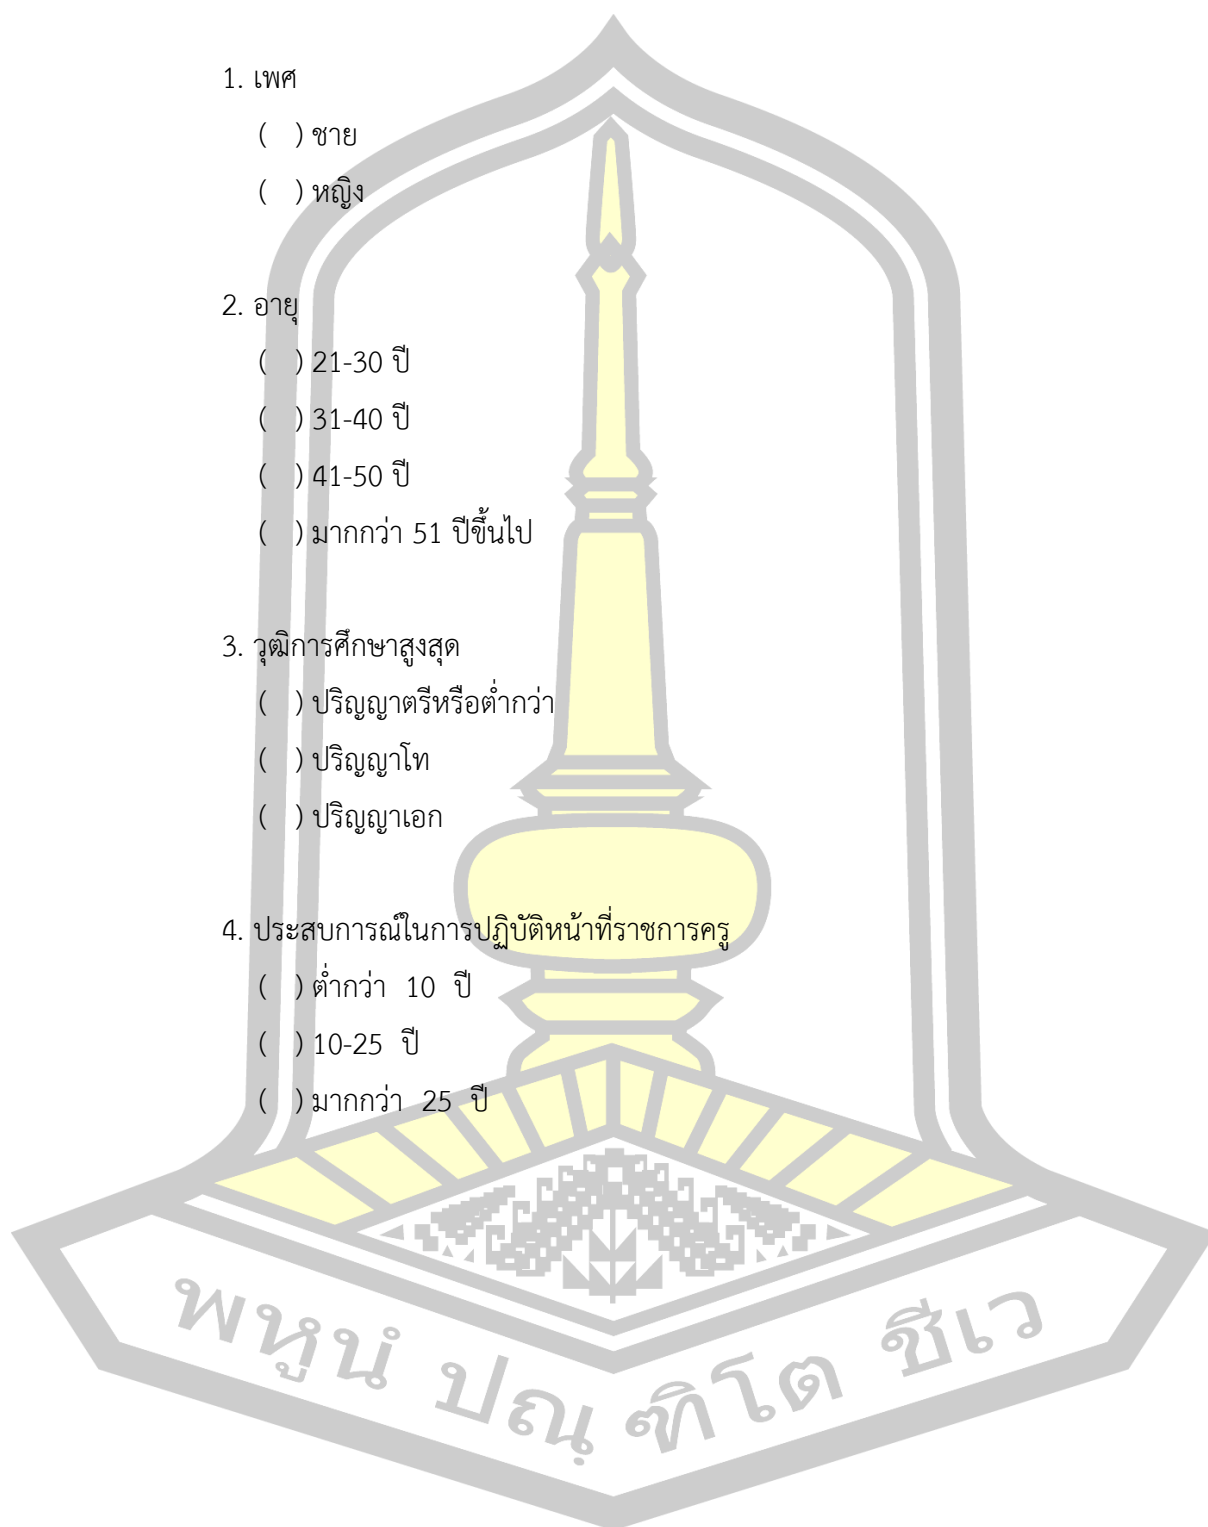 1. เพศ
( ) ชาย
( ) หญิง
2. อายุ
( ) 21-30 ปี
( ) 31-40 ปี
( ) 41-50 ปี
( ) มากกว่า 51 ปีขึ้นไป
3. วุฒิการศึกษาสูงสุด
( ) ปริญญาตรีหรือต่ำกว่า
( ) ปริญญาโท
( ) ปริญญาเอก
4. ประสบการณ์ในการปฏิบัติหน้าที่ราชการครู
( ) ต่ำกว่า 10 ปี
( ) 10-25 ปี
( ) มากกว่า 25 ปี
พหูนํ ปณฺฑิโต ชีเว